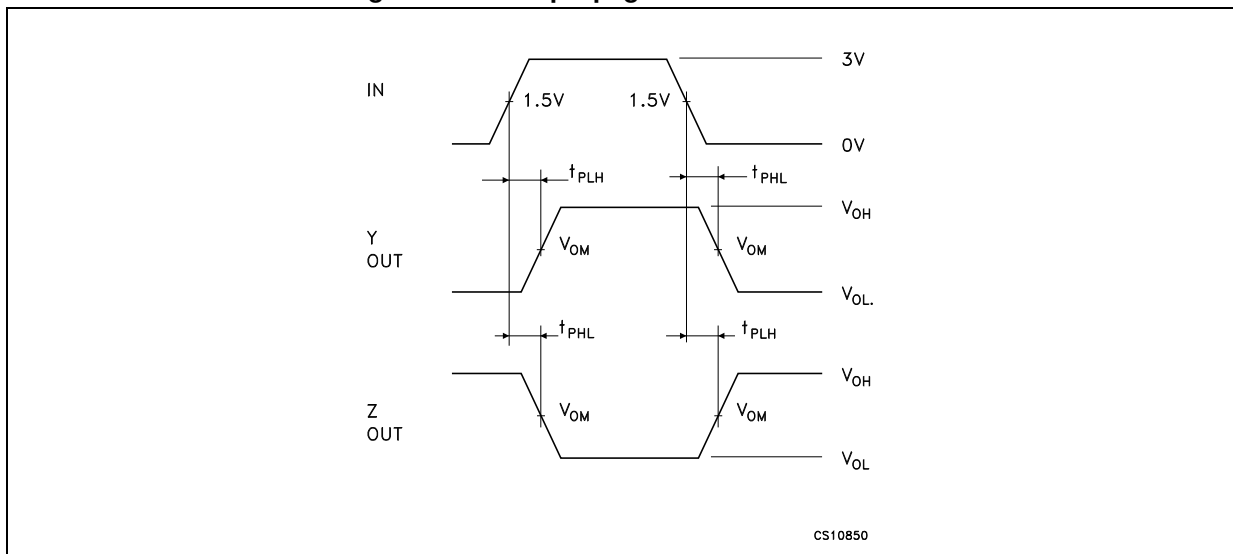 IN
1.5V 1.5V
3V
0V
tPLH tPHL
Y
OUT
VOM VOM
VOH
VOL.
tPHL tPLH
Z
OUT
VOM VOM
VOH
VOL
CS10850